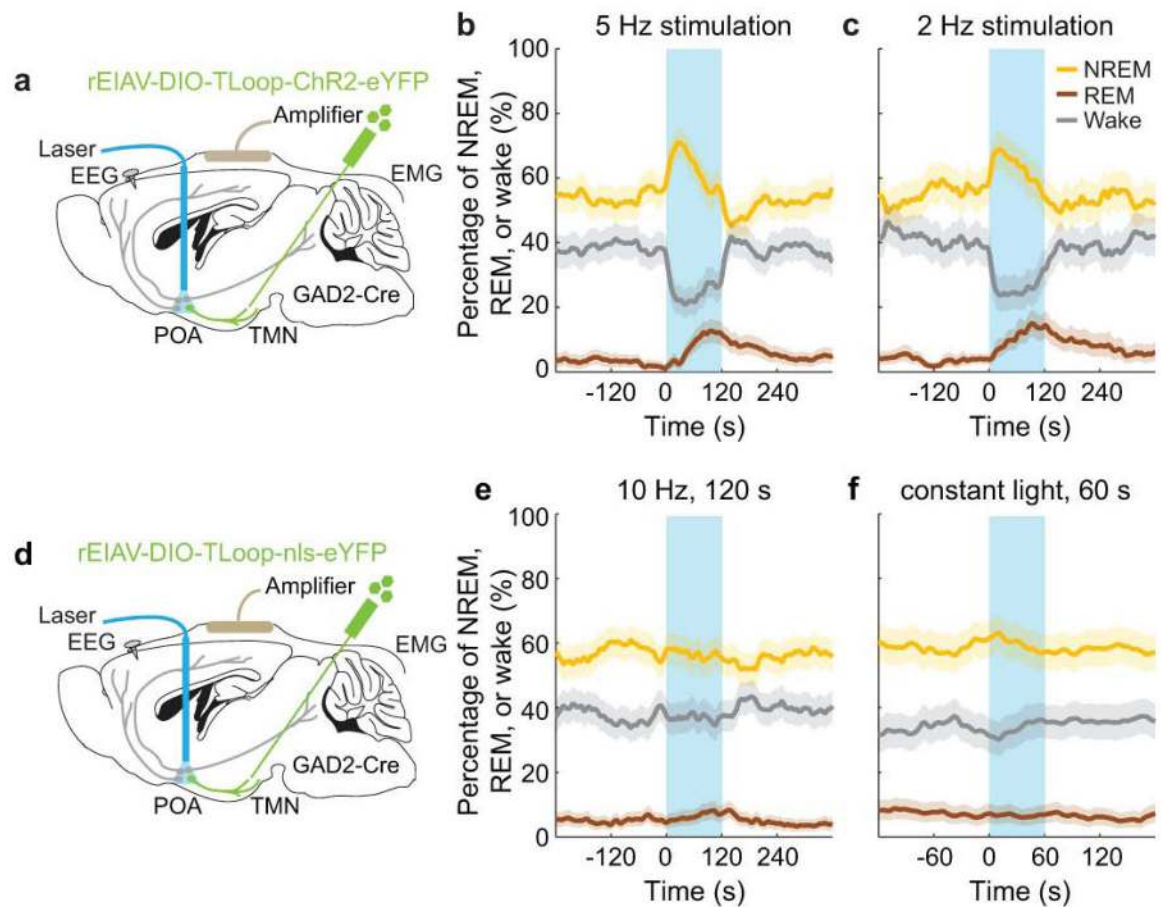 a
rEIAV-DIO-TLoop-ChR2-eYFP
Amplifier
Laser
EEG
EMG
GAD2-Cre
POA
TMN
b
5 Hz stimulation
Percentage of NREM,
REM, or wake (%)
100
80
60
40
20
0
-120 0 120 240
Time (s)
c
2 Hz stimulation
NREM
REM
Wake
-120 0 120 240
Time (s)
d
rEIAV-DIO-TLoop-nls-eYFP
Amplifier
Laser
EEG
EMG
GAD2-Cre
POA
TMN
e
10 Hz, 120 s
Percentage of NREM,
REM, or wake (%)
100
80
60
40
20
0
-120 0 120 240
Time (s)
f
constant light, 60 s
-60 0 60 120
Time (s)